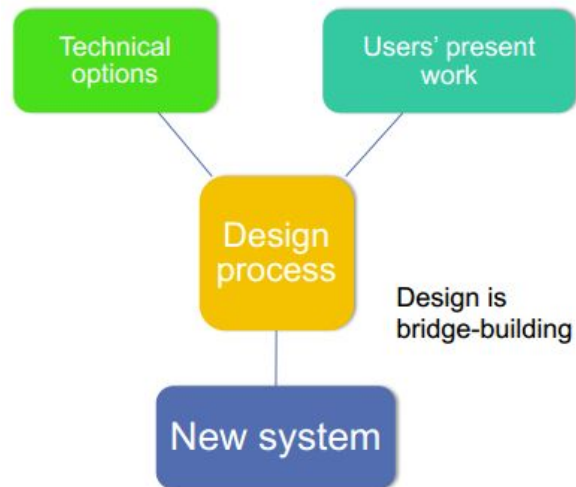 Technical
options
Users' present
work
Design
process
Design is
bridge-building
New system